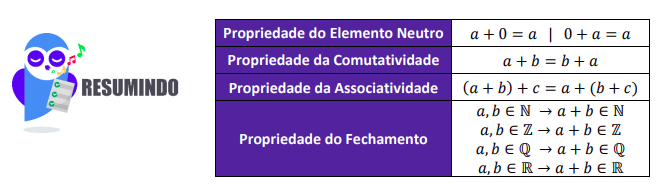 RESUMINDO
Propriedade do Elemento Neutro a + 0 = a | 0 + a = a
Propriedade da Comutatividade a + b = b + a
Propriedade da Associatividade (a + b) + c = a + (b + c)
Propriedade do Fechamento
a, b ∈ ℕ → a + b ∈ ℕ
a, b ∈ ℤ → a + b ∈ ℤ
a, b ∈ ℚ → a + b ∈ ℚ
a, b ∈ ℝ → a + b ∈ ℝ